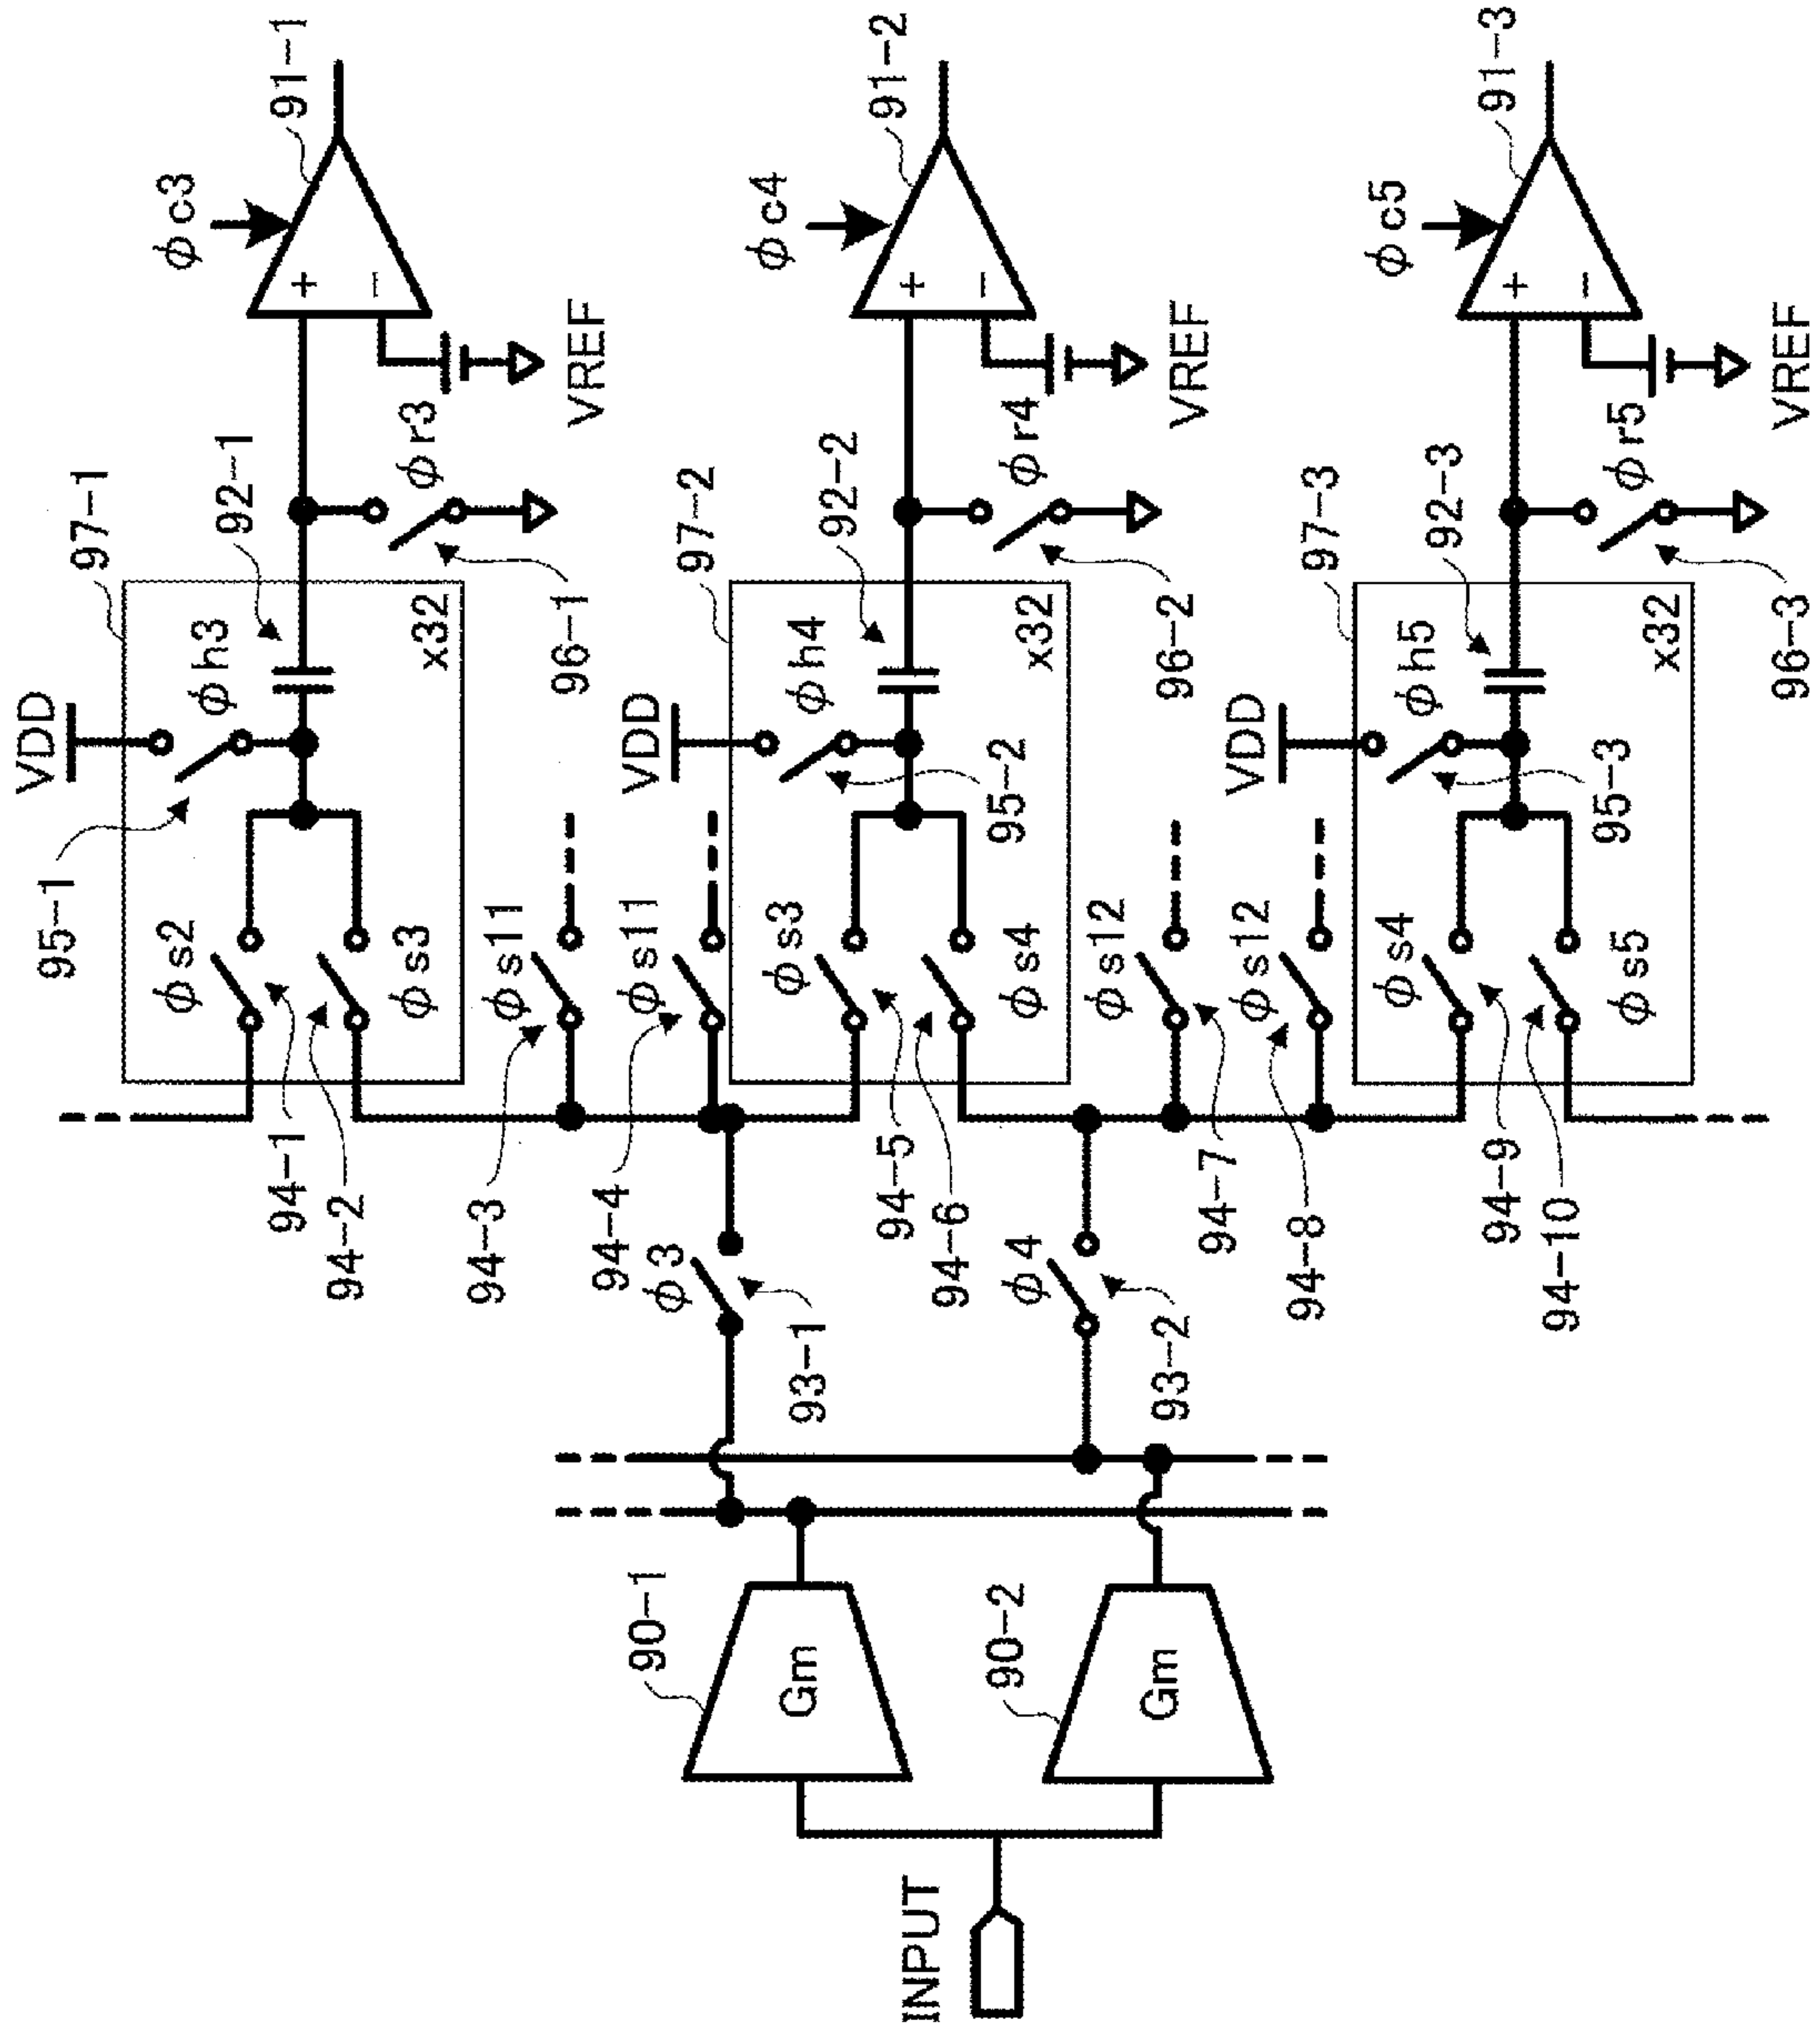 VDD
95-1
φs2
94-1
94-2
φs3
φh3
97-1
92-1
x32
96-1
φr3
φc3
91-1
+
−
VREF
94-3
φs11
94-4
φs11
VDD
φs3
94-5
94-6
φs4
φh4
95-2
97-2
92-2
x32
96-2
φr4
φc4
91-2
+
−
VREF
φs12
94-7
94-8
φs12
VDD
φs4
94-9
94-10
φs5
φh5
95-3
97-3
92-3
x32
96-3
φr5
φc5
91-3
+
−
VREF
φ3
93-1
φ4
93-2
90-1
Gm
90-2
Gm
INPUT